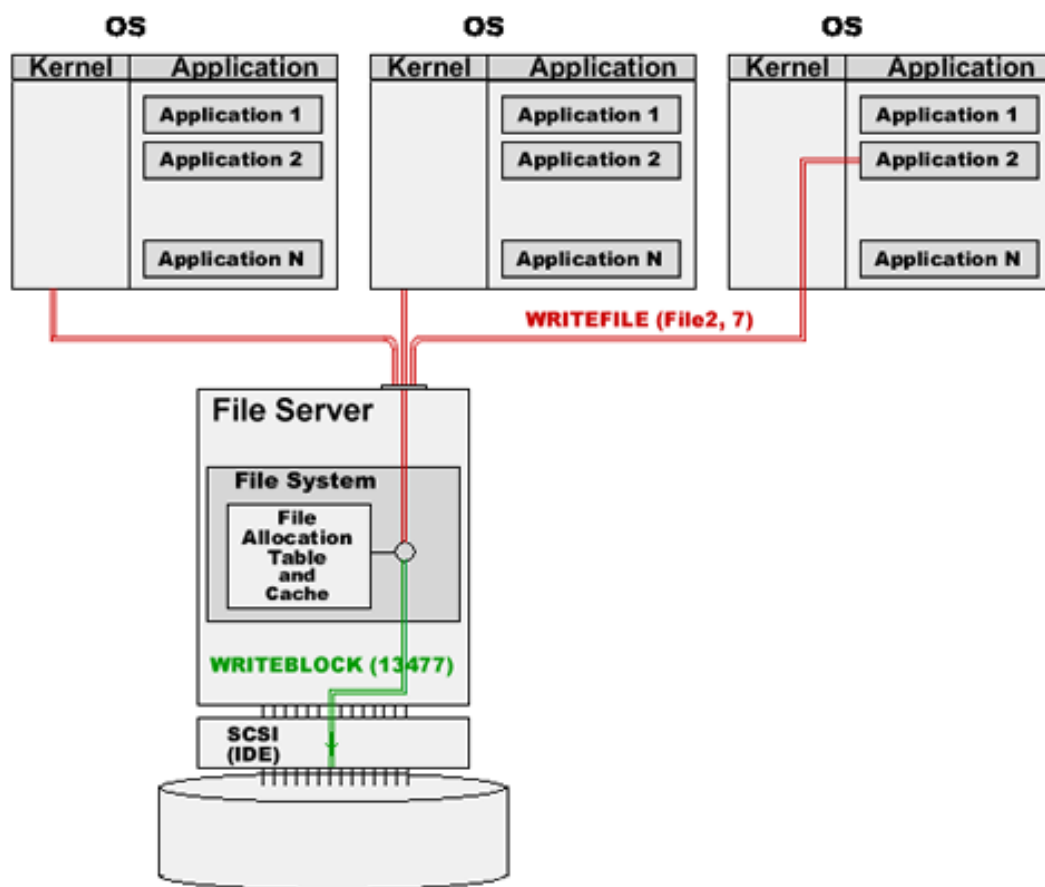 OS
OS
OS
Kernel Application
Kernel Application
Kernel Application
Application 1
Application 1
Application 1
Application 2
Application 2
Application 2
Application N
Application N
Application N
WRITEFILE (File2, 7)
File Server
File System
File
Allocation
Table
and
Cache
WRITEBLOCK (13477)
SCSI
(IDE)